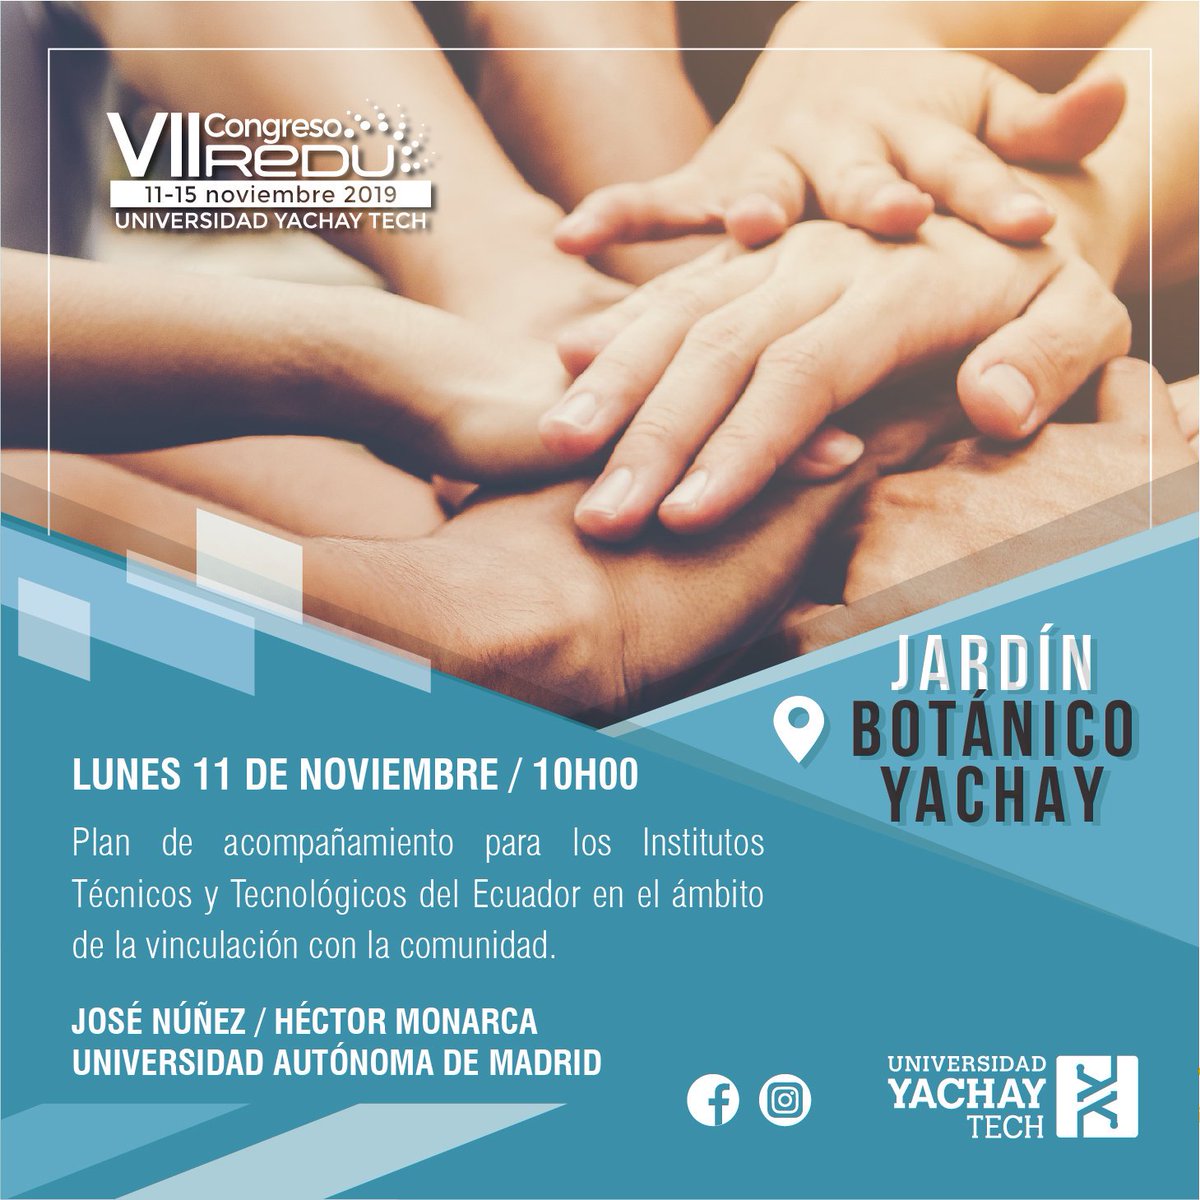 VII Congreso
REDU
11-15 noviembre 2019
UNIVERSIDAD YACHAY TECH
JARDÍN
BOTÁNICO
YACHAY
LUNES 11 DE NOVIEMBRE / 10H00
Plan de acompañamiento para los Institutos
Técnicos y Tecnológicos del Ecuador en el ámbito
de la vinculación con la comunidad.
JOSÉ NÚÑEZ / HÉCTOR MONARCA
UNIVERSIDAD AUTÓNOMA DE MADRID
UNIVERSIDAD
YACHAY
TECH